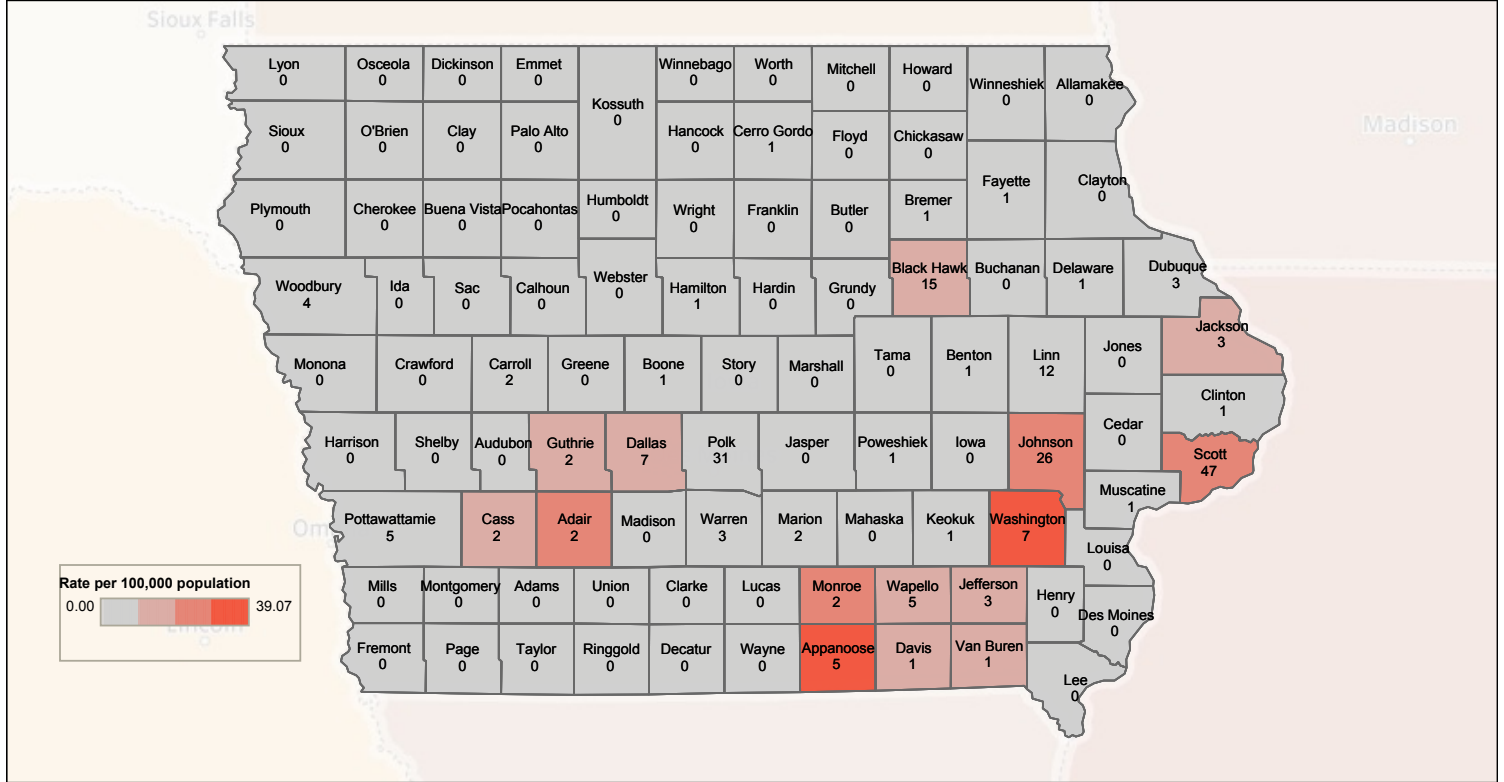 Sioux Falls
Madison
Om
Lincoln
Lyon
0
Osceola
0
Dickinson
0
Emmet
0
Kossuth
0
Winnebago
0
Worth
0
Mitchell
0
Howard
0
Winneshiek
0
Allamakee
0
Sioux
0
O'Brien
0
Clay
0
Palo Alto
0
Hancock
0
Cerro Gordo
1
Floyd
0
Chickasaw
0
Fayette
1
Clayton
0
Plymouth
0
Cherokee
0
Buena Vista
0
Pocahontas
0
Humboldt
0
Wright
0
Franklin
0
Butler
0
Bremer
1
Woodbury
4
Ida
0
Sac
0
Calhoun
0
Webster
0
Hamilton
1
Hardin
0
Grundy
0
Black Hawk
15
Buchanan
0
Delaware
1
Dubuque
3
Jackson
3
Monona
0
Crawford
0
Carroll
2
Greene
0
Boone
1
Story
0
Marshall
0
Tama
0
Benton
1
Linn
12
Jones
0
Clinton
1
Harrison
0
Shelby
0
Audubon
0
Guthrie
2
Dallas
7
Polk
31
Jasper
0
Poweshiek
1
Iowa
0
Johnson
26
Cedar
0
Scott
47
Muscatine
1
Pottawattamie
5
Cass
2
Adair
2
Madison
0
Warren
3
Marion
2
Mahaska
0
Keokuk
1
Washington
7
Louisa
0
Mills
0
Montgomery
0
Adams
0
Union
0
Clarke
0
Lucas
0
Monroe
2
Wapello
5
Jefferson
3
Henry
0
Des Moines
0
Fremont
0
Page
0
Taylor
0
Ringgold
0
Decatur
0
Wayne
0
Appanoose
5
Davis
1
Van Buren
1
Lee
0
Rate per 100,000 population
0.00 39.07